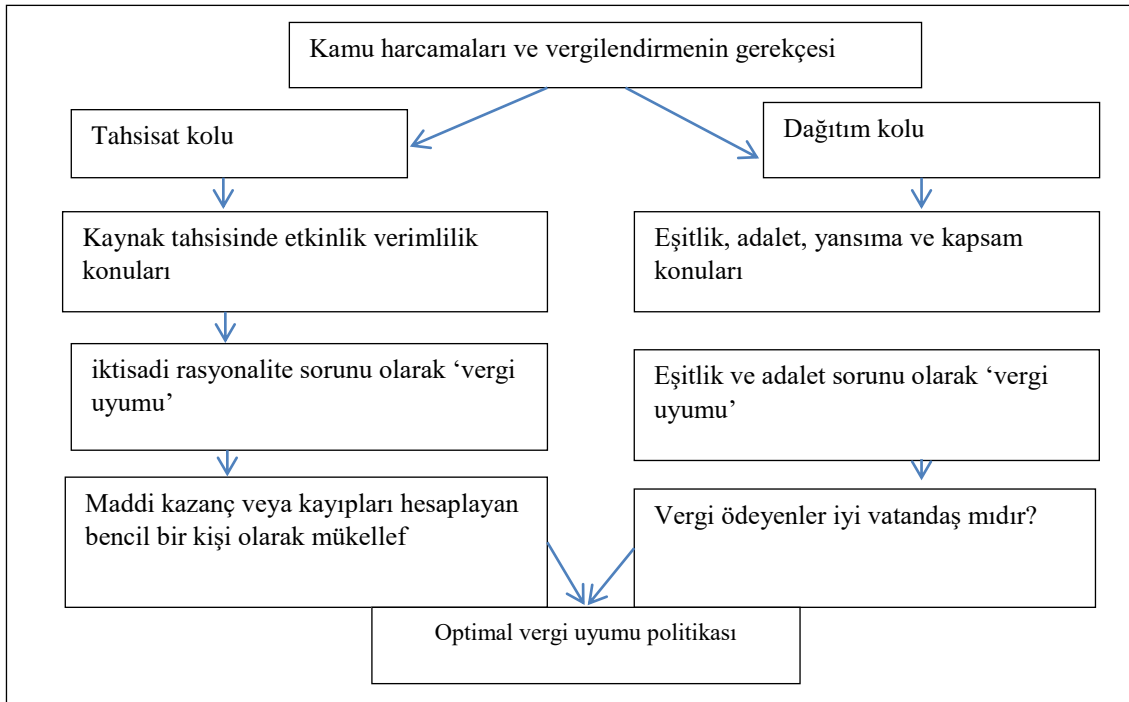 Kamu harcamaları ve vergilendirmenin gerekçesi
Tahsisat kolu
Dağıtım kolu
Kaynak tahsisinde etkinlik verimlilik
konuları
Eşitlik, adalet, yansıma ve kapsam
konuları
iktisadi rasyonalite sorunu olarak ‘vergi
uyumu’
Eşitlik ve adalet sorunu olarak ‘vergi
uyumu’
Maddi kazanç veya kayıpları hesaplayan
bencil bir kişi olarak mükellef
Vergi ödeyenler iyi vatandaş mıdır?
Optimal vergi uyumu politikası